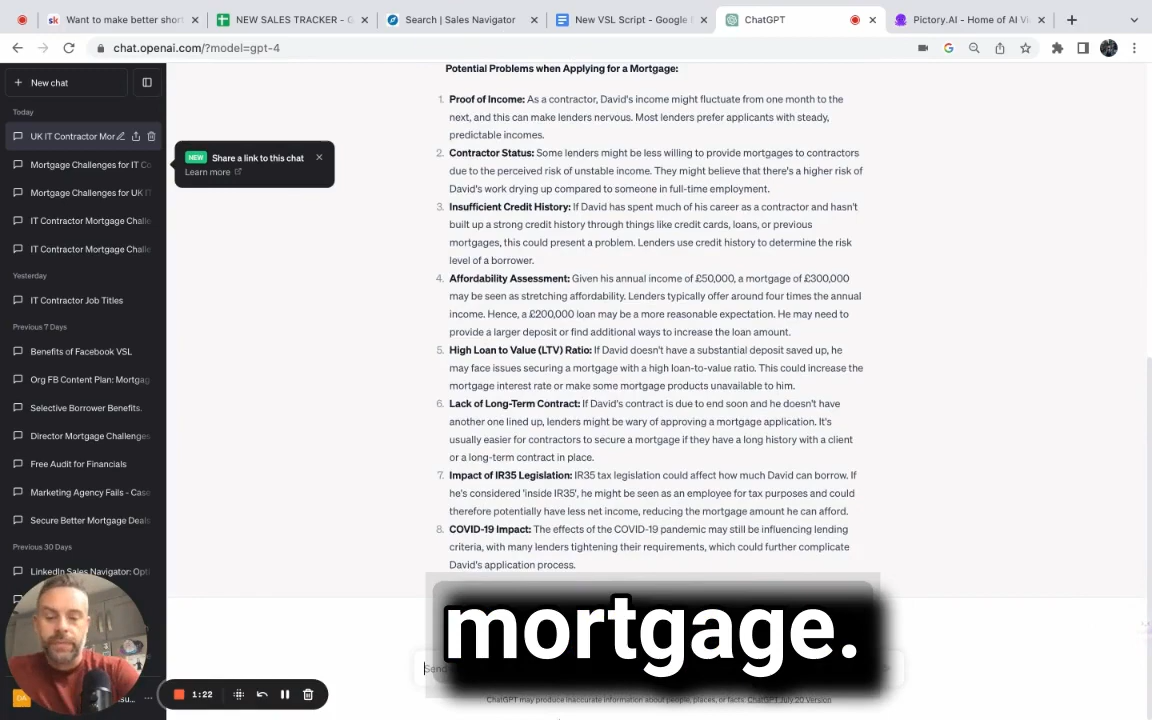 Want to make better short
NEW SALES TRACKER - G
Search | Sales Navigator
New VSL Script - Google
ChatGPT
Pictory.AI - Home of AI Vi
chat.openai.com/?model=gpt-4
New chat
Today
UK IT Contractor Mor
Mortgage Challenges for IT Co
Mortgage Challenges for UK IT
IT Contractor Mortgage Challe
IT Contractor Mortgage Challe
Yesterday
IT Contractor Job Titles
Previous 7 Days
Benefits of Facebook VSL
Org FB Content Plan: Mortgag
Selective Borrower Benefits.
Director Mortgage Challenges
Free Audit for Financials
Marketing Agency Fails - Case
Secure Better Mortgage Deals
Previous 30 Days
LinkedIn Sales Navigator: Opti
NEW Share a link to this chat
Learn more
Potential Problems when Applying for a Mortgage:
1. Proof of Income: As a contractor, David's income might fluctuate from one month to the
next, and this can make lenders nervous. Most lenders prefer applicants with steady,
predictable incomes.
2. Contractor Status: Some lenders might be less willing to provide mortgages to contractors
due to the perceived risk of unstable income. They might believe that there's a higher risk of
David's work drying up compared to someone in full-time employment.
3. Insufficient Credit History: If David has spent much of his career as a contractor and hasn't
built up a strong credit history through things like credit cards, loans, or previous
mortgages, this could present a problem. Lenders use credit history to determine the risk
level of a borrower.
4. Affordability Assessment: Given his annual income of £50,000, a mortgage of £300,000
may be seen as stretching affordability. Lenders typically offer around four times the annual
income. Hence, a £200,000 loan may be a more reasonable expectation. He may need to
provide a larger deposit or find additional ways to increase the loan amount.
5. High Loan to Value (LTV) Ratio: If David doesn't have a substantial deposit saved up, he
may face issues securing a mortgage with a high loan-to-value ratio. This could increase the
mortgage interest rate or make some mortgage products unavailable to him.
6. Lack of Long-Term Contract: If David's contract is due to end soon and he doesn't have
another one lined up, lenders might be wary of approving a mortgage application. It's
usually easier for contractors to secure a mortgage if they have a long history with a client
or a long-term contract in place.
7. Impact of IR35 Legislation: IR35 tax legislation could affect how much David can borrow. If
he's considered 'inside IR35', he might be seen as an employee for tax purposes and could
therefore potentially have less net income, reducing the mortgage amount he can afford.
8. COVID-19 Impact: The effects of the COVID-19 pandemic may still be influencing lending
criteria, with many lenders tightening their requirements, which could further complicate
David's application process.
mortgage.
Send
ChatGPT may produce inaccurate information about people, places, or facts. ChatGPT July 20 Version
DA
1:22